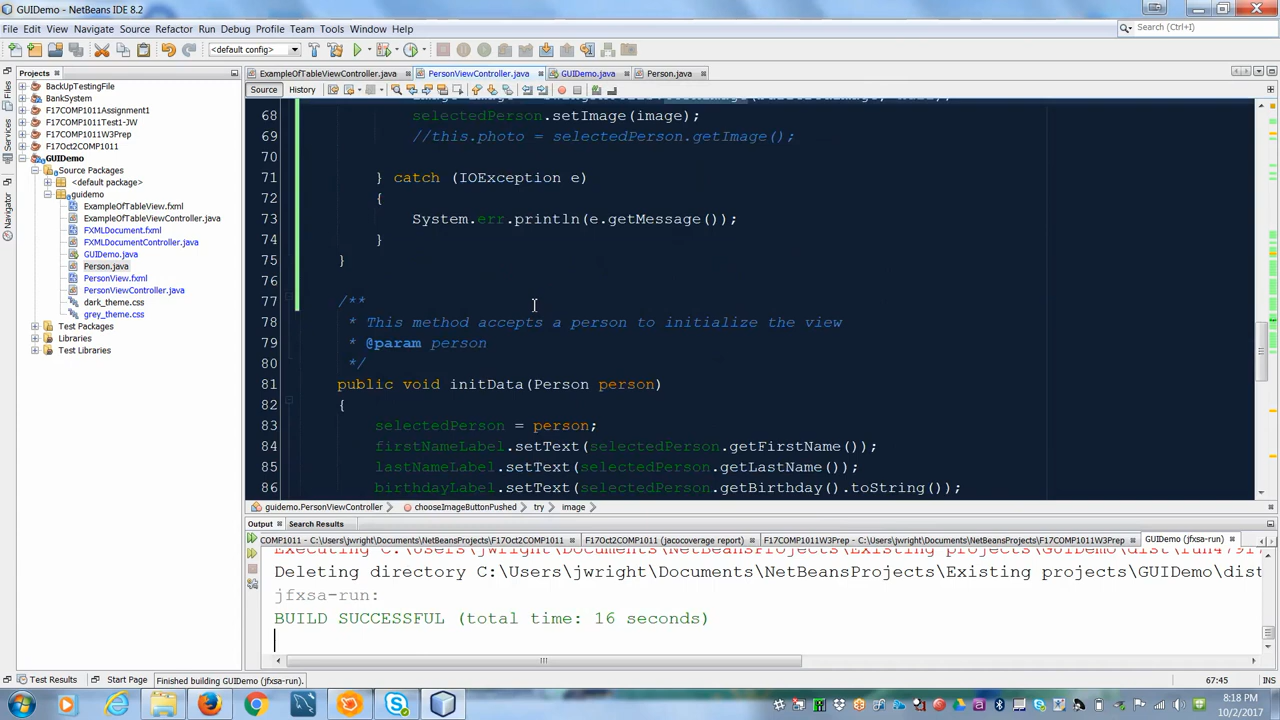 GUIDemo - NetBeans IDE 8.2
File Edit View Navigate Source Refactor Run Debug Profile Team Tools Window Help
Search (Ctrl+I)
<default config>
Projects
ExampleOfTableViewController.java PersonViewController.java GUIDemo.java Person.java
Source History
Files
Services
Navigator
BackUpTestingFile
BankSystem
F17COMP1011Assignment1
F17COMP1011Test1-JW
F17COMP1011W3Prep
F17Oct2COMP1011
GUIDemo
Source Packages
<default package>
guidemo
ExampleOfTableView.fxml
ExampleOfTableViewController.java
FXMLDocument.fxml
FXMLDocumentController.java
GUIDemo.java
Person.java
PersonView.fxml
PersonViewController.java
dark_theme.css
grey_theme.css
Test Packages
Libraries
Test Libraries
68 selectedPerson.setImage(image);
69 //this.photo = selectedPerson.getImage();
70
71 } catch (IOException e)
72 {
73 System.err.println(e.getMessage());
74 }
75 }
76
77 /**
78 * This method accepts a person to initialize the view
79 * @param person
80 */
81 public void initData(Person person)
82 {
83 selectedPerson = person;
84 firstNameLabel.setText(selectedPerson.getFirstName());
85 lastNameLabel.setText(selectedPerson.getLastName());
86 birthdayLabel.setText(selectedPerson.getBirthday().toString());
guidemo.PersonViewController chooseImageButtonPushed try image
Output Search Results
COMP1011 - C:\Users\jwright\Documents\NetBeansProjects\F17Oct2COMP1011 F17Oct2COMP1011 (jacocoverage report) F17COMP1011W3Prep - C:\Users\jwright\Documents\NetBeansProjects\F17COMP1011W3Prep GUIDemo (jfxsa-run)
Deleting directory C:\Users\jwright\Documents\NetBeansProjects\Existing projects\GUIDemo\dist
jfxsa-run:
BUILD SUCCESSFUL (total time: 16 seconds)
Test Results Start Page Finished building GUIDemo (jfxsa-run). 67:45 INS
8:18 PM
10/2/2017